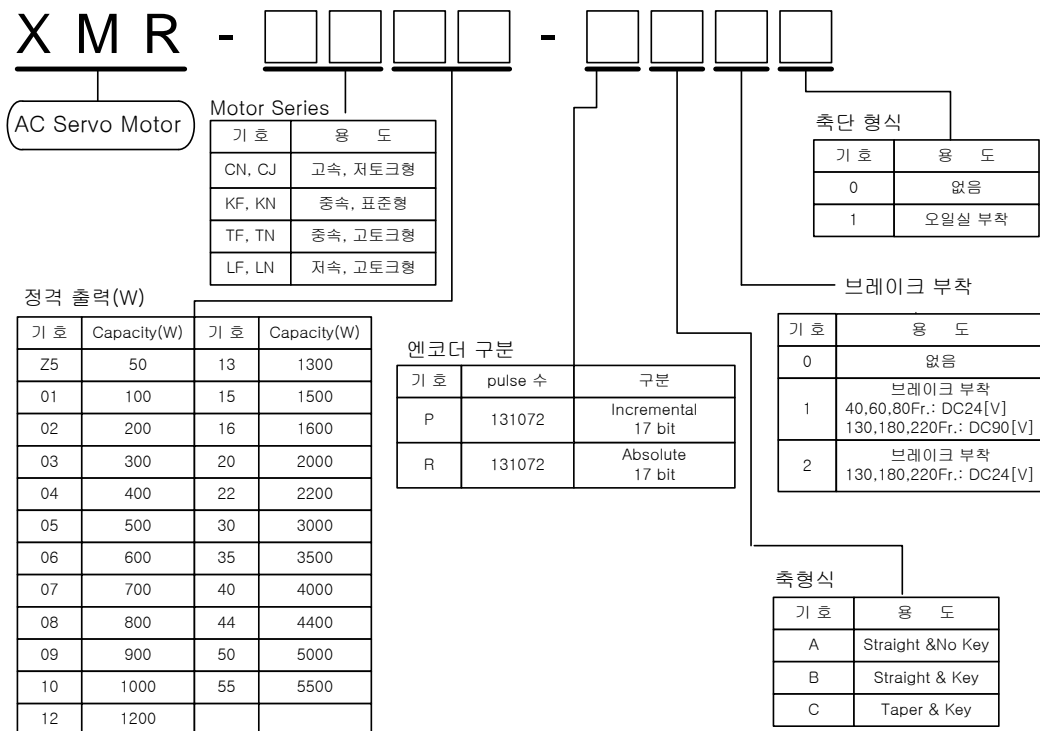 X M R - □□□□ - □□□□
AC Servo Motor
Motor Series
기 호 용 도
CN, CJ 고속, 저토크형
KF, KN 중속, 표준형
TF, TN 중속, 고토크형
LF, LN 저속, 고토크형
축단 형식
기 호 용 도
0 없음
1 오일실 부착
정격 출력(W)
기 호 Capacity(W) 기 호 Capacity(W)
Z5 50 13 1300
01 100 15 1500
02 200 16 1600
03 300 20 2000
04 400 22 2200
05 500 30 3000
06 600 35 3500
07 700 40 4000
08 800 44 4400
09 900 50 5000
10 1000 55 5500
12 1200
엔코더 구분
기 호 pulse 수 구분
P 131072 Incremental
17 bit
R 131072 Absolute
17 bit
브레이크 부착
기 호 용 도
0 없음
1 브레이크 부착
40,60,80Fr.: DC24[V]
130,180,220Fr.: DC90[V]
2 브레이크 부착
130,180,220Fr.: DC24[V]
축형식
기 호 용 도
A Straight &No Key
B Straight & Key
C Taper & Key